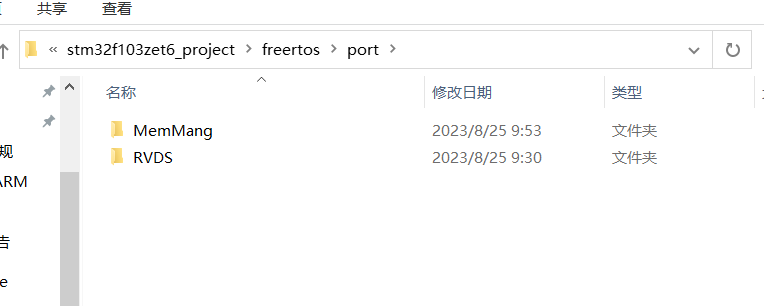 共享 查看
« stm32f103zet6_project > freertos > port >
名称 修改日期 类型
MemMang 2023/8/25 9:53 文件夹
RVDS 2023/8/25 9:30 文件夹
规
ARM
告
e